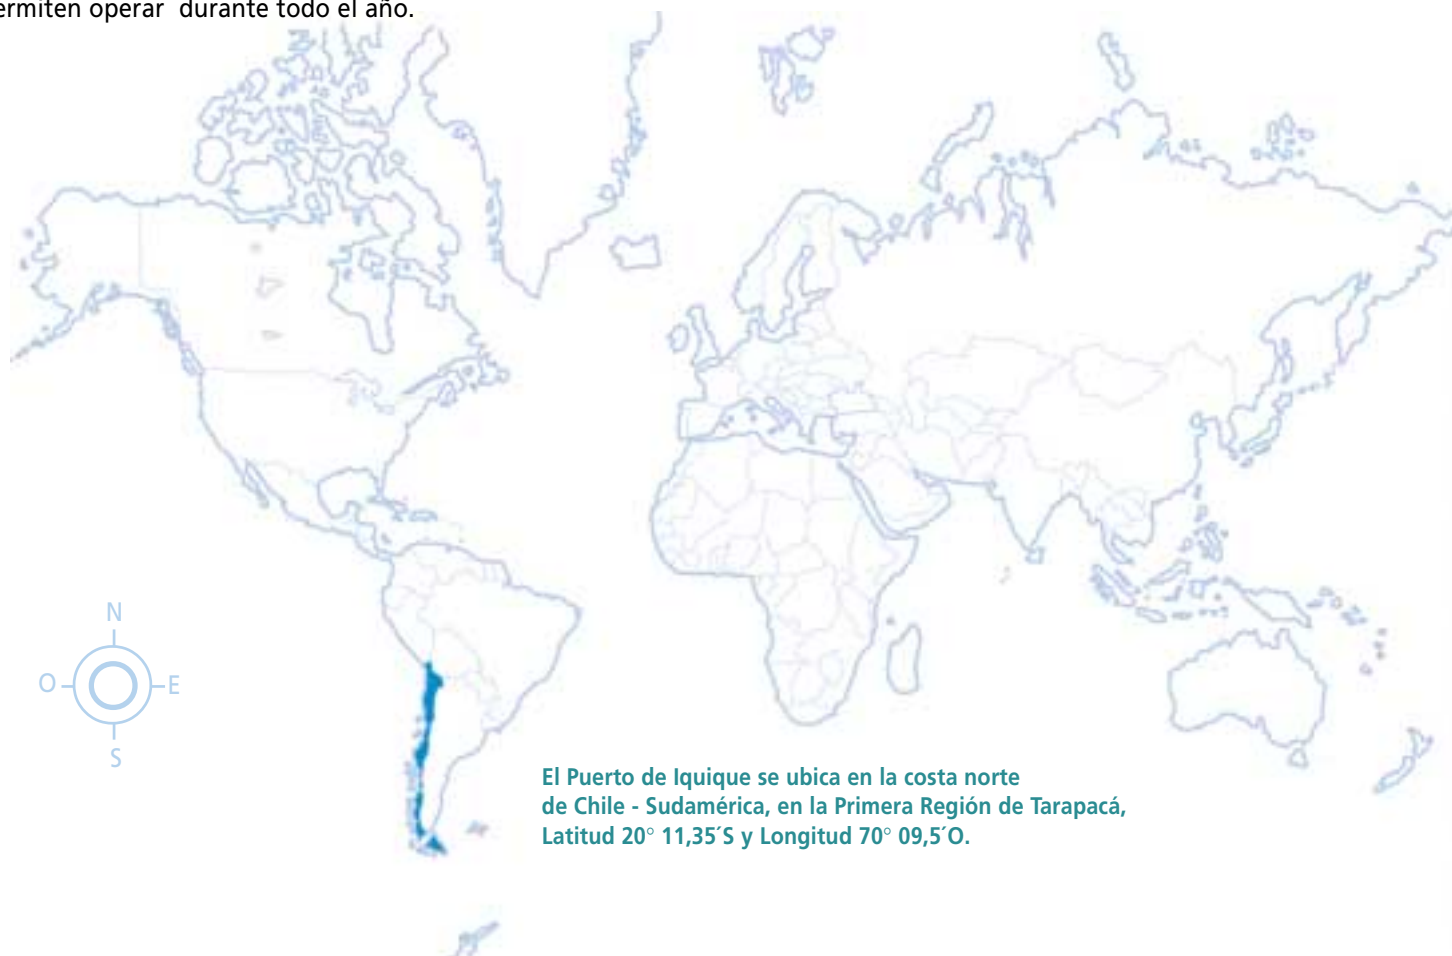 ermiten operar durante todo el año.
N
O
E
S
El Puerto de Iquique se ubica en la costa norte
de Chile - Sudamérica, en la Primera Región de Tarapacá,
Latitud 20° 11,35´S y Longitud 70° 09,5´O.